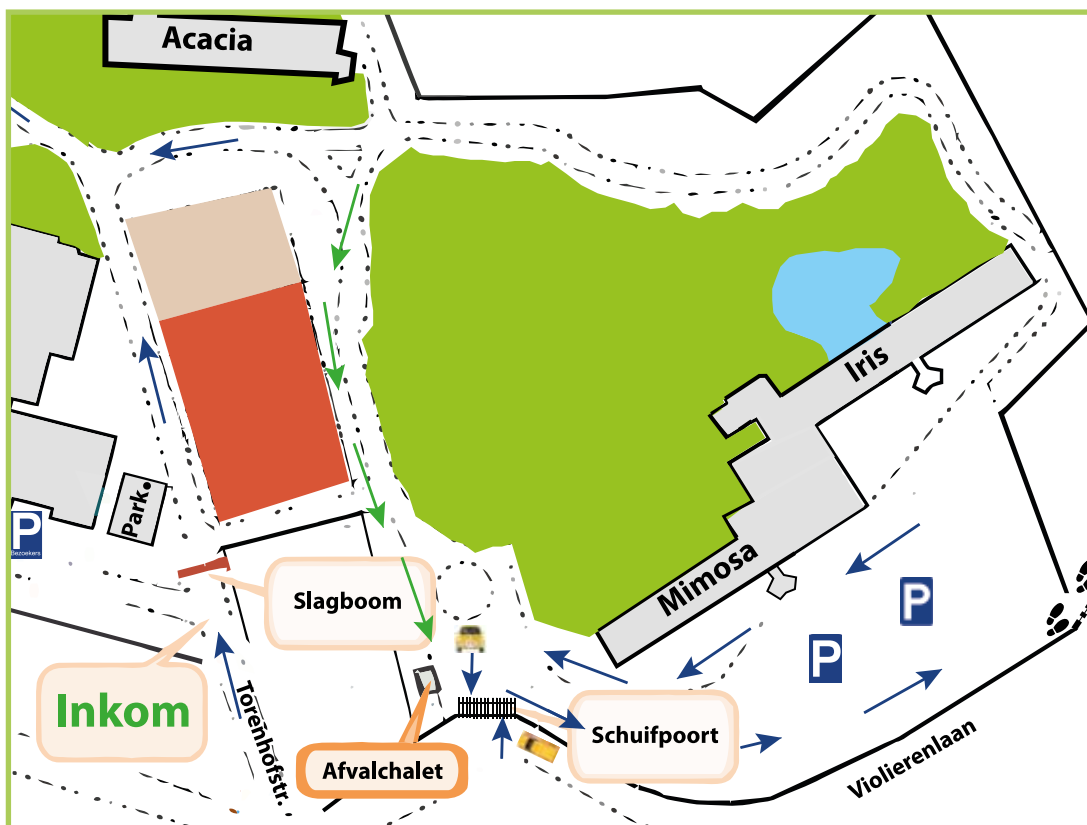 Acacia
Iris
Park.
P
Bezoekers
Mimosa
Slagboom
P
P
Inkom
Torenhofstr.
Schuifpoort
Afvalchalet
Violierenlaan